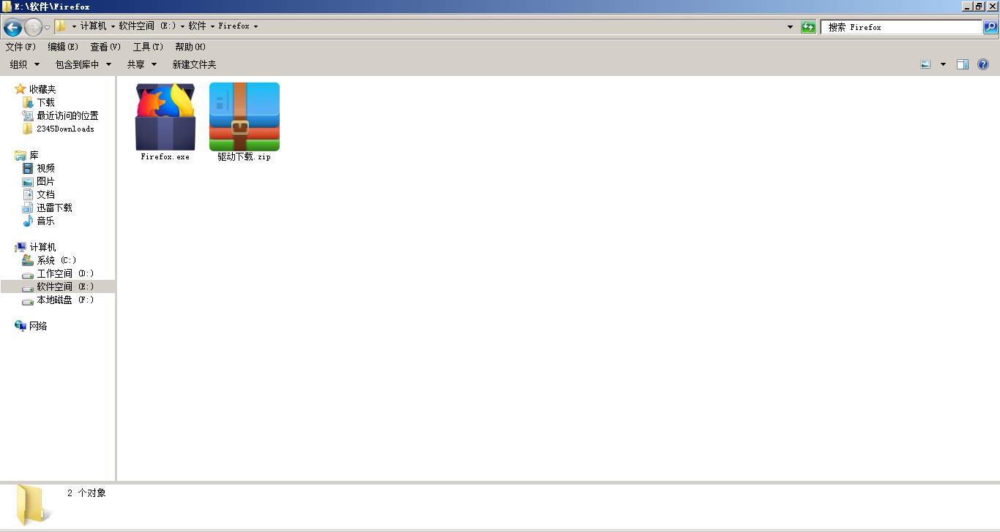 E:\软件\Firefox
计算机 软件空间 (E:) 软件 Firefox
搜索 Firefox
文件(F) 编辑(E) 查看(V) 工具(T) 帮助(H)
组织 包含到库中 共享 新建文件夹
收藏夹
下载
最近访问的位置
2345Downloads
库
视频
图片
文档
迅雷下载
音乐
计算机
系统 (C:)
工作空间 (D:)
软件空间 (E:)
本地磁盘 (F:)
网络
Firefox.exe
驱动下载.zip
2 个对象